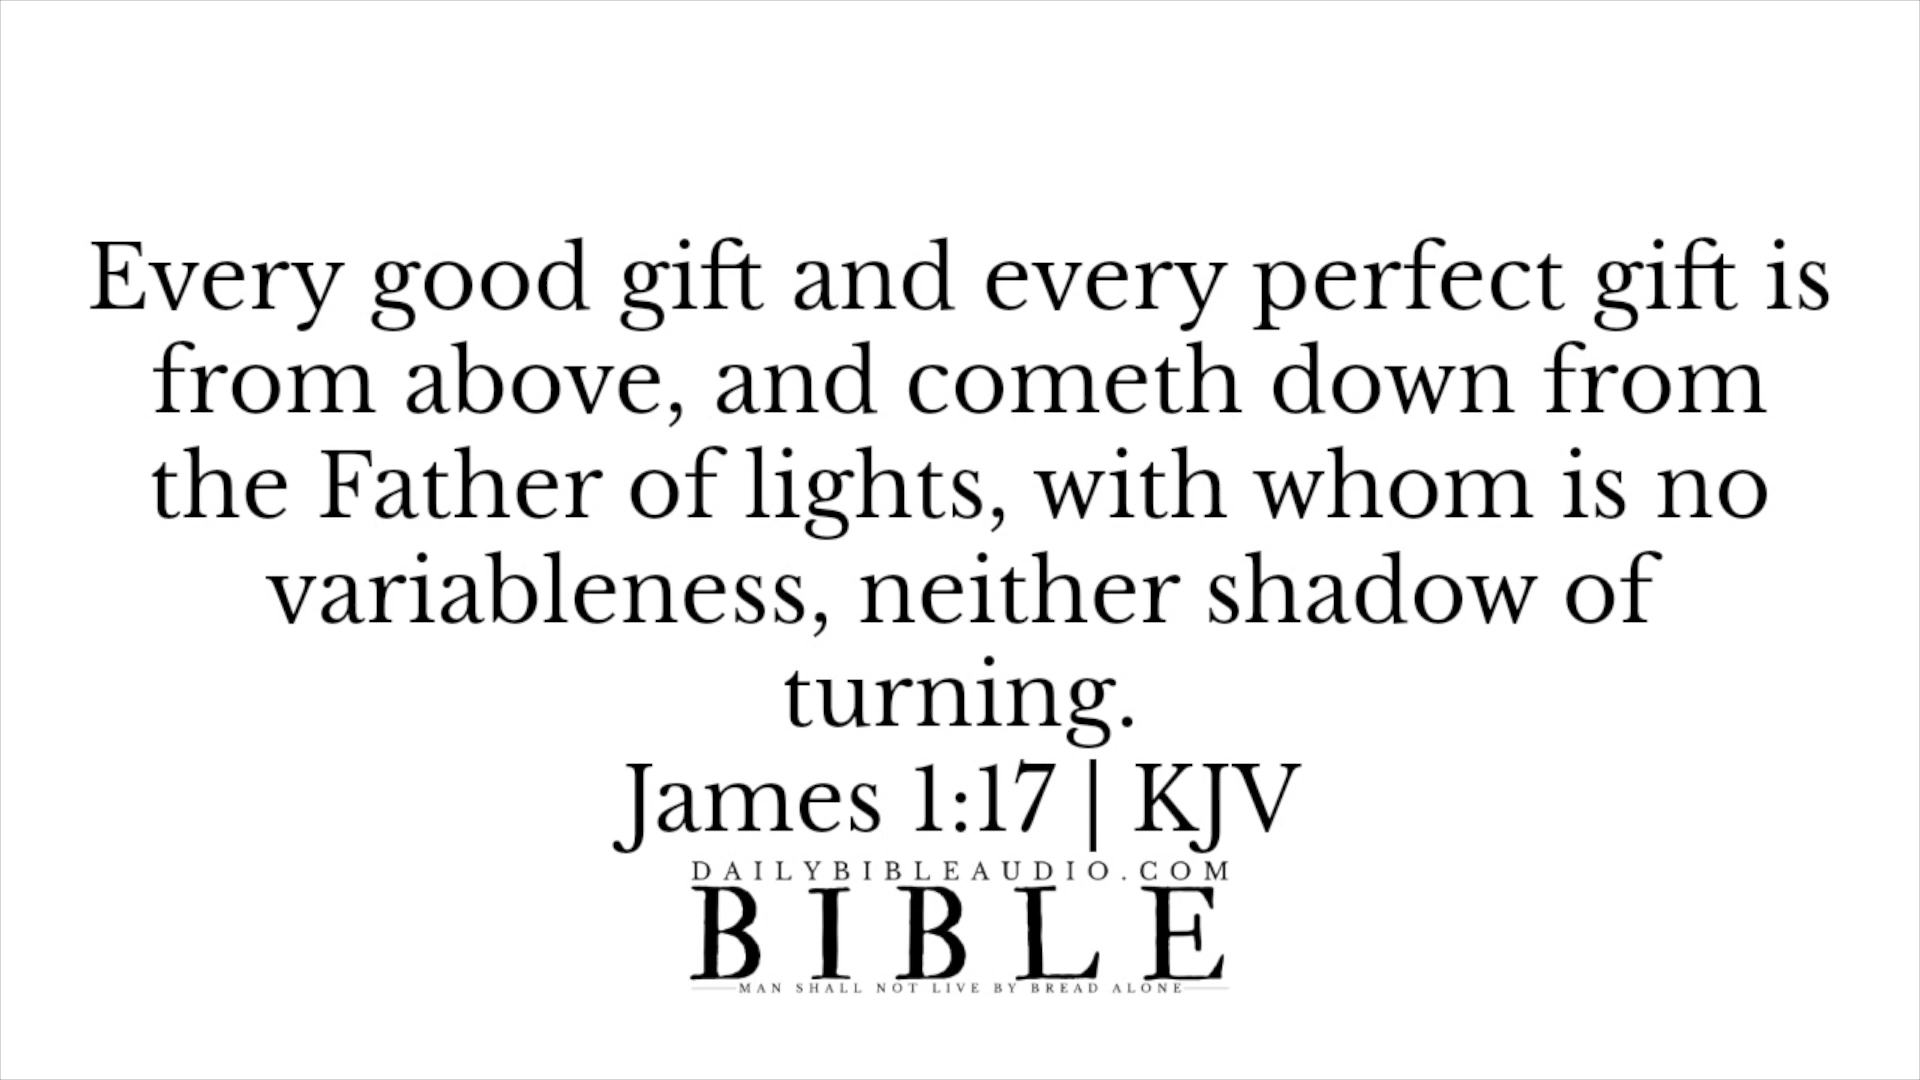 Every good gift and every perfect gift is
from above, and cometh down from
the Father of lights, with whom is no
variableness, neither shadow of
turning.
James 1:17 | KJV
DAILYBIBLEAUDIO.COM
BIBLE
MAN SHALL NOT LIVE BY BREAD ALONE